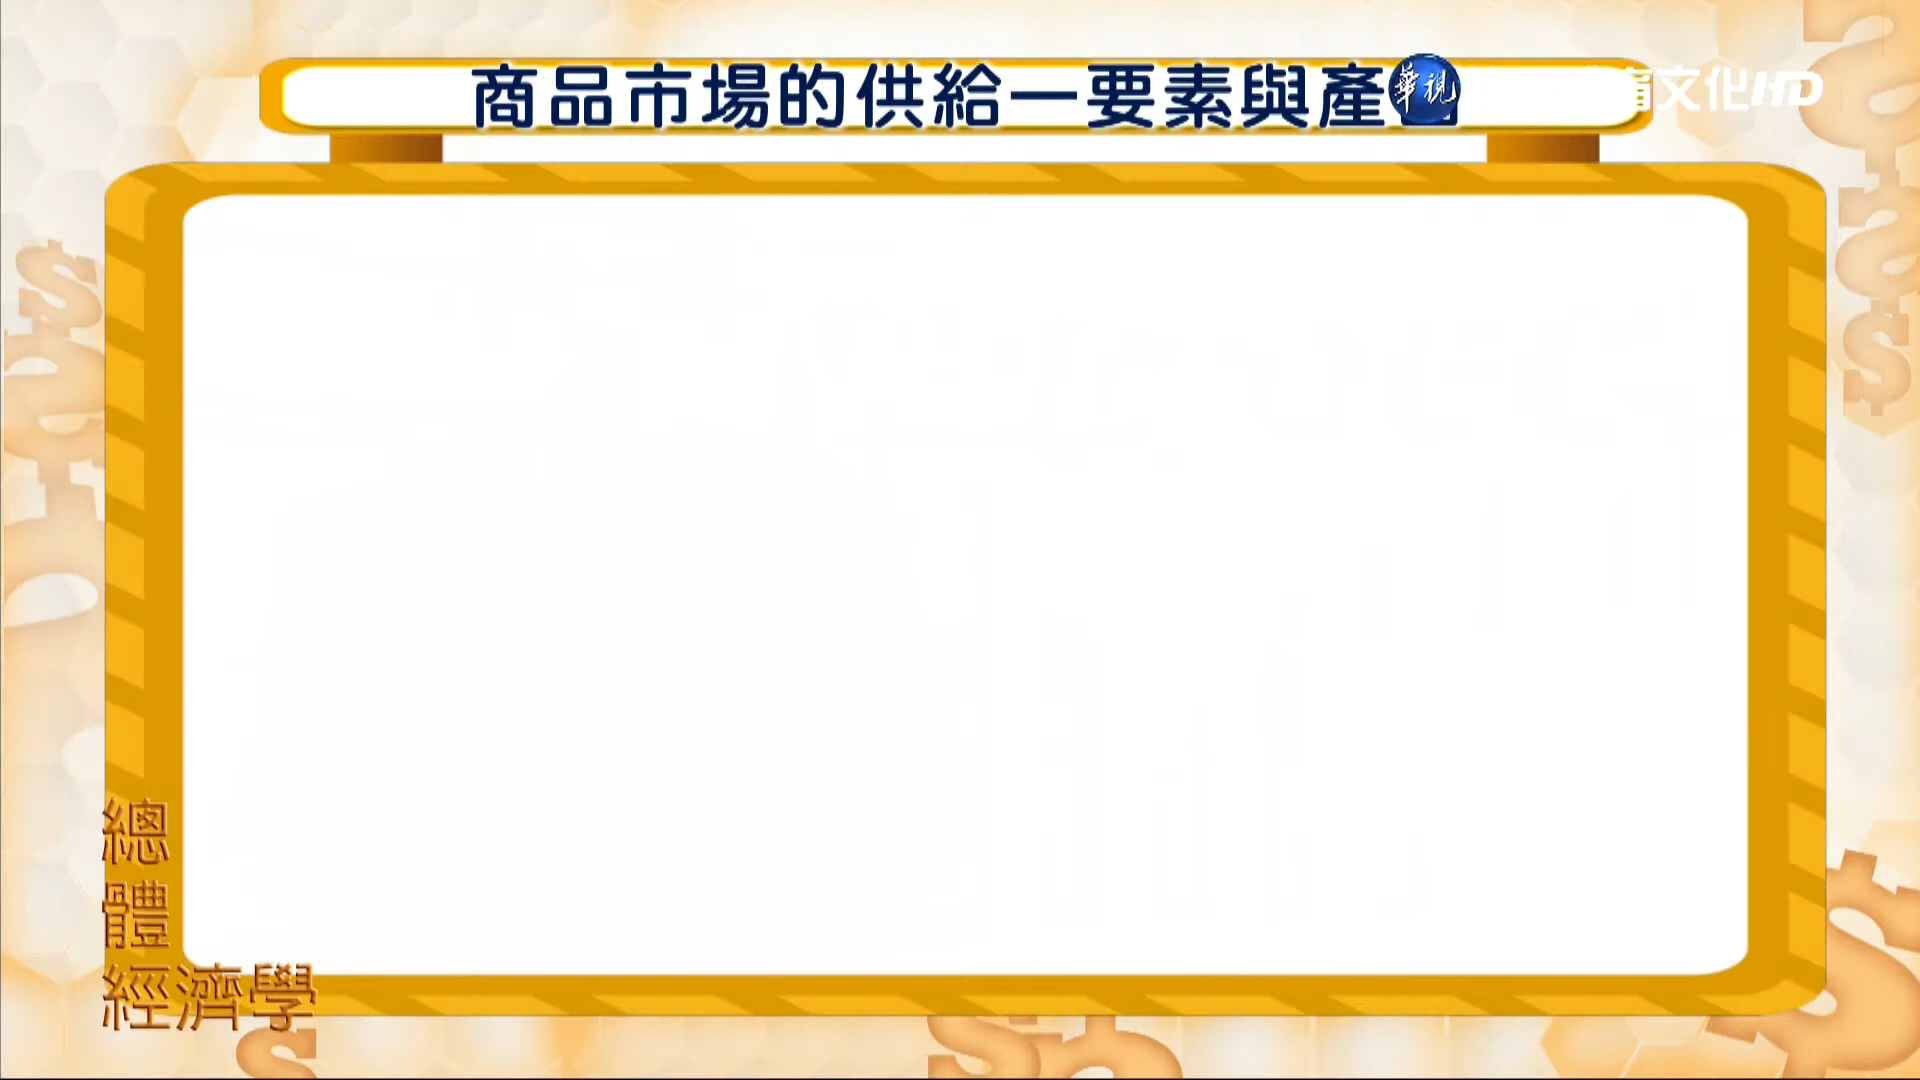 商品市場的供給一要素與產
華視
文化HD
總
體
經濟學